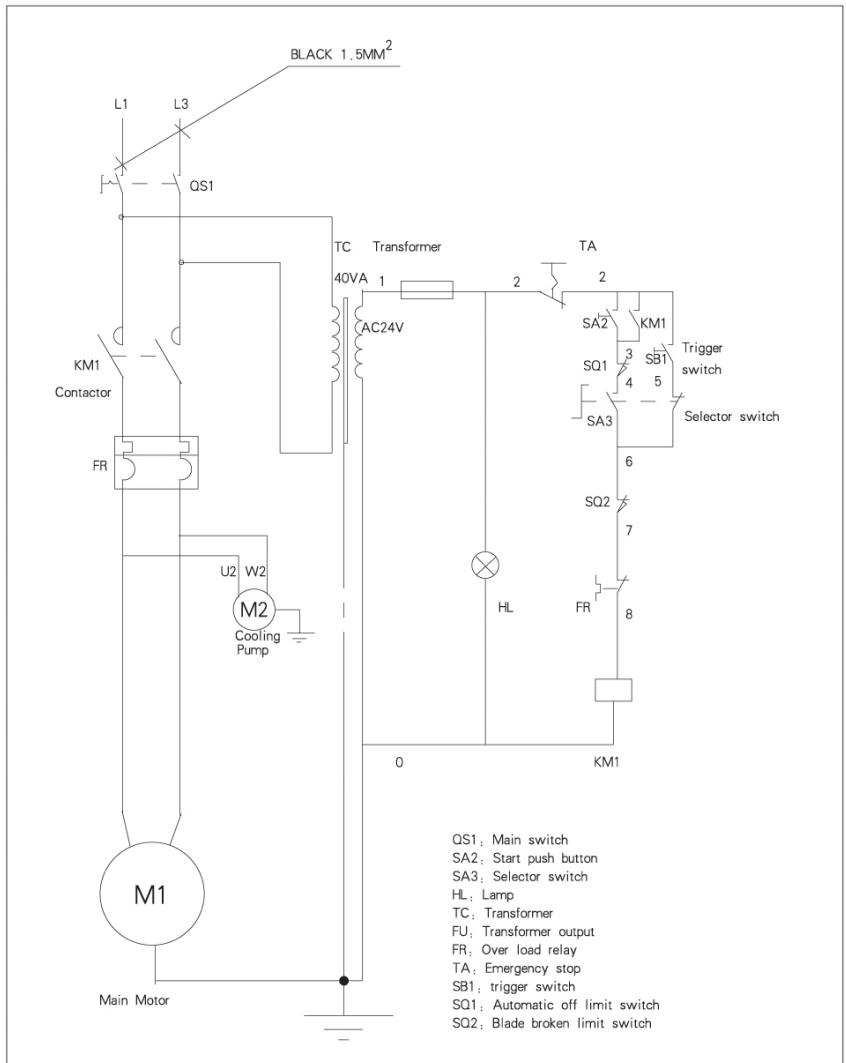 BLACK 1.5MM²
L1 L3
QS1
TC Transformer TA
40VA 1 2 2
AC24V
SA2 KM1
KM1
Contactor
3
SQ1 SB1 Trigger
switch
4 5
SA3 Selector switch
6
FR
SQ2
7
U2 W2
M2
Cooling
Pump
HL
FR
8
0 KM1
M1
Main Motor
QS1: Main switch
SA2: Start push button
SA3: Selector switch
HL: Lamp
TC: Transformer
FU: Transformer output
FR: Over load relay
TA: Emergency stop
SB1: trigger switch
SQ1: Automatic off limit switch
SQ2: Blade broken limit switch